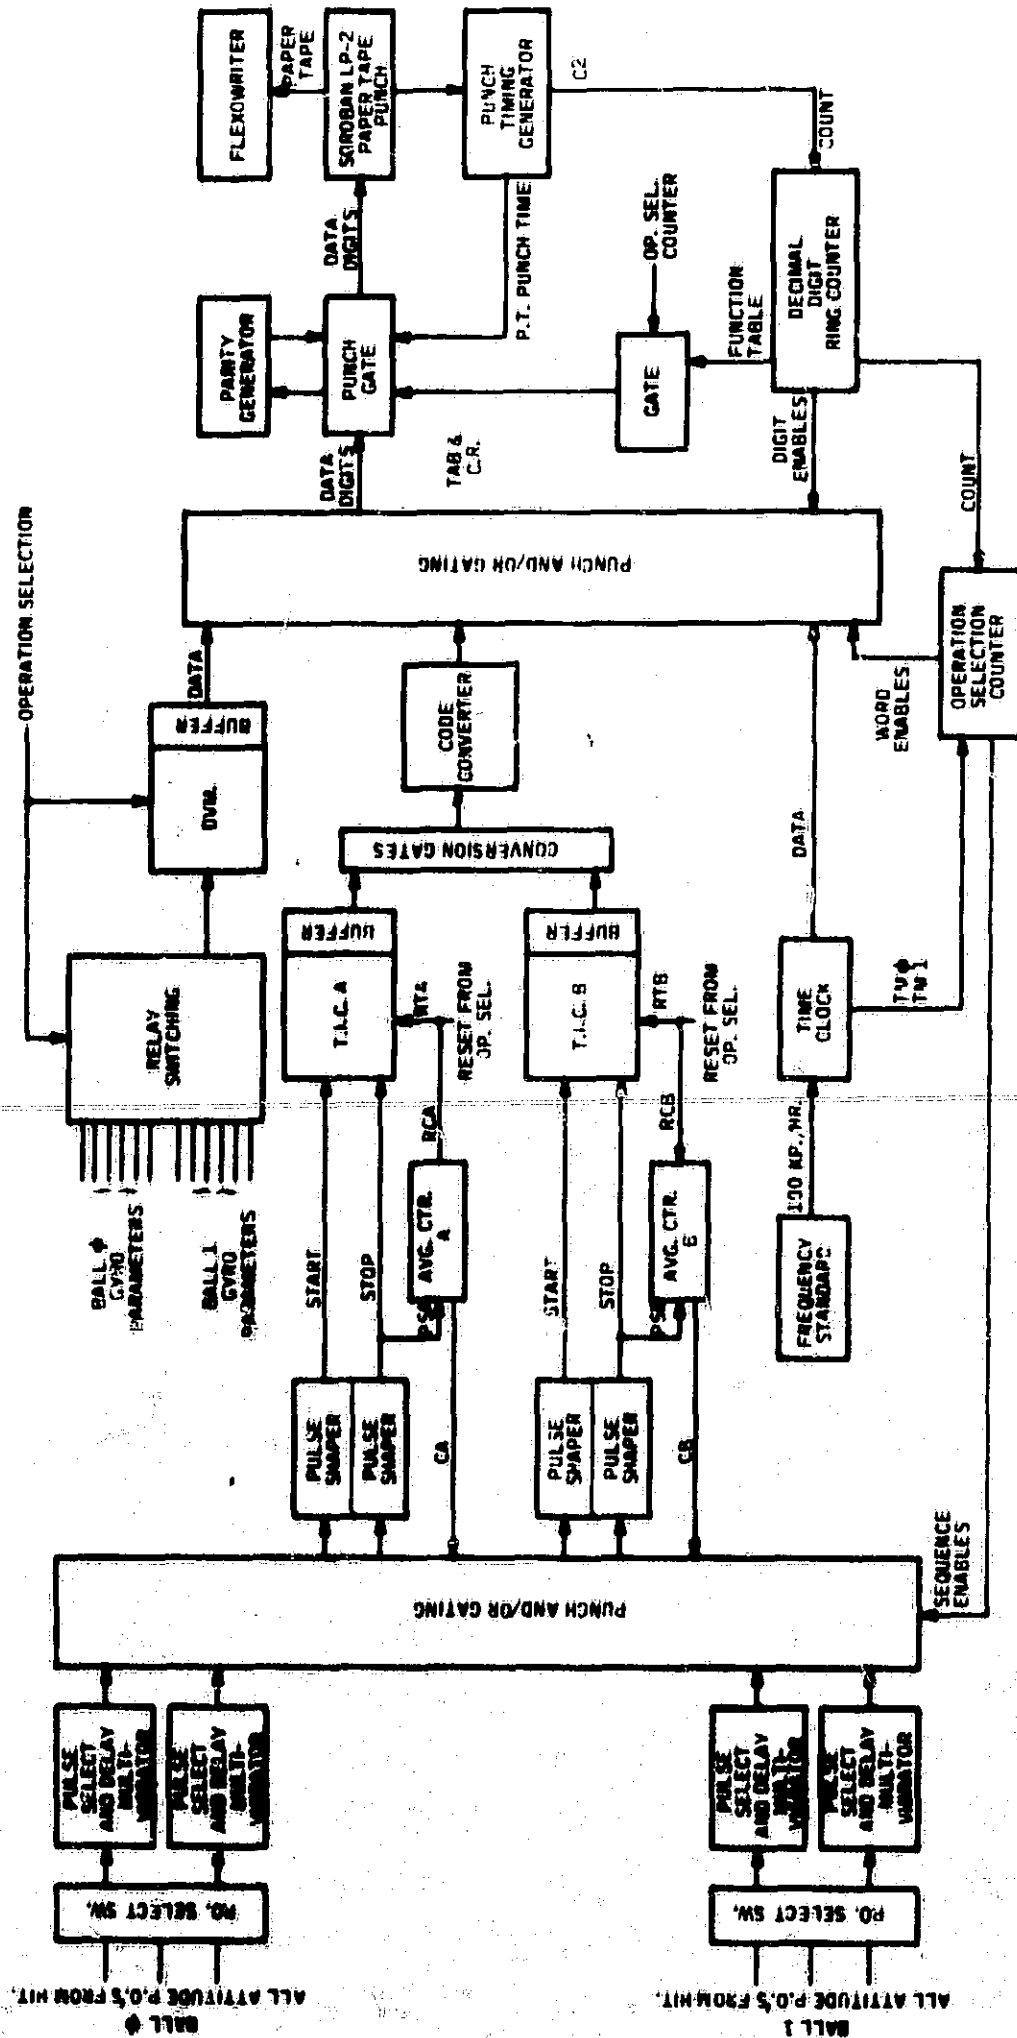 BALL ϕ
ALL ATTITUDE P.O.'S FROM HIT.
P.O. SELECT SW.
PULSE
SELECT
AND DELAY
MULTI-
VIBRATOR
PULSE
SELECT
AND DELAY
MULTI-
VIBRATOR
BALL 1
ALL ATTITUDE P.O.'S FROM HIT.
P.O. SELECT SW.
PULSE
SELECT
AND DELAY
MULTI-
VIBRATOR
PULSE
SELECT
AND DELAY
MULTI-
VIBRATOR
PUNCH AND/OR GATING
SEQUENCE
ENABLES
PULSE
SHAPER
PULSE
SHAPER
CA
START
STOP
PSA
AVG. CTR.
A
RCA
RTA
RESET FROM
OP. SEL.
T.I.C. A
BUFFER
PULSE
SHAPER
PULSE
SHAPER
CB
START
STOP
PSB
AVG. CTR.
B
RCB
RTB
RESET FROM
OP. SEL.
T.I.C. B
BUFFER
BALL ϕ
GYRO
PARAMETERS
BALL 1
GYRO
PARAMETERS
RELAY
SWITCHING
OPERATION SELECTION
DVM
BUFFER
DATA
CONVERSION GATES
CODE
CONVERTER
FREQUENCY
STANDARD
TIME
CLOCK
DATA
TMϕ
TM1
WORD
ENABLES
OPERATION
SELECTION
COUNTER
COUNT
PUNCH AND/OR GATING
DATA
DIGITS
TAB &
C.R.
DIGIT
ENABLES
PARITY
GENERATOR
PUNCH
GATE
DATA
DIGITS
P.T. PUNCH TIME
GATE
OP. SEL.
COUNTER
FUNCTION
TABLE
DECIMAL
DIGIT
RING COUNTER
COUNT
FLEXOWRITER
PAPER
TAPE
SOROBAN LP-2
PAPER TAPE
PUNCH
PUNCH
TIMING
GENERATOR
C2